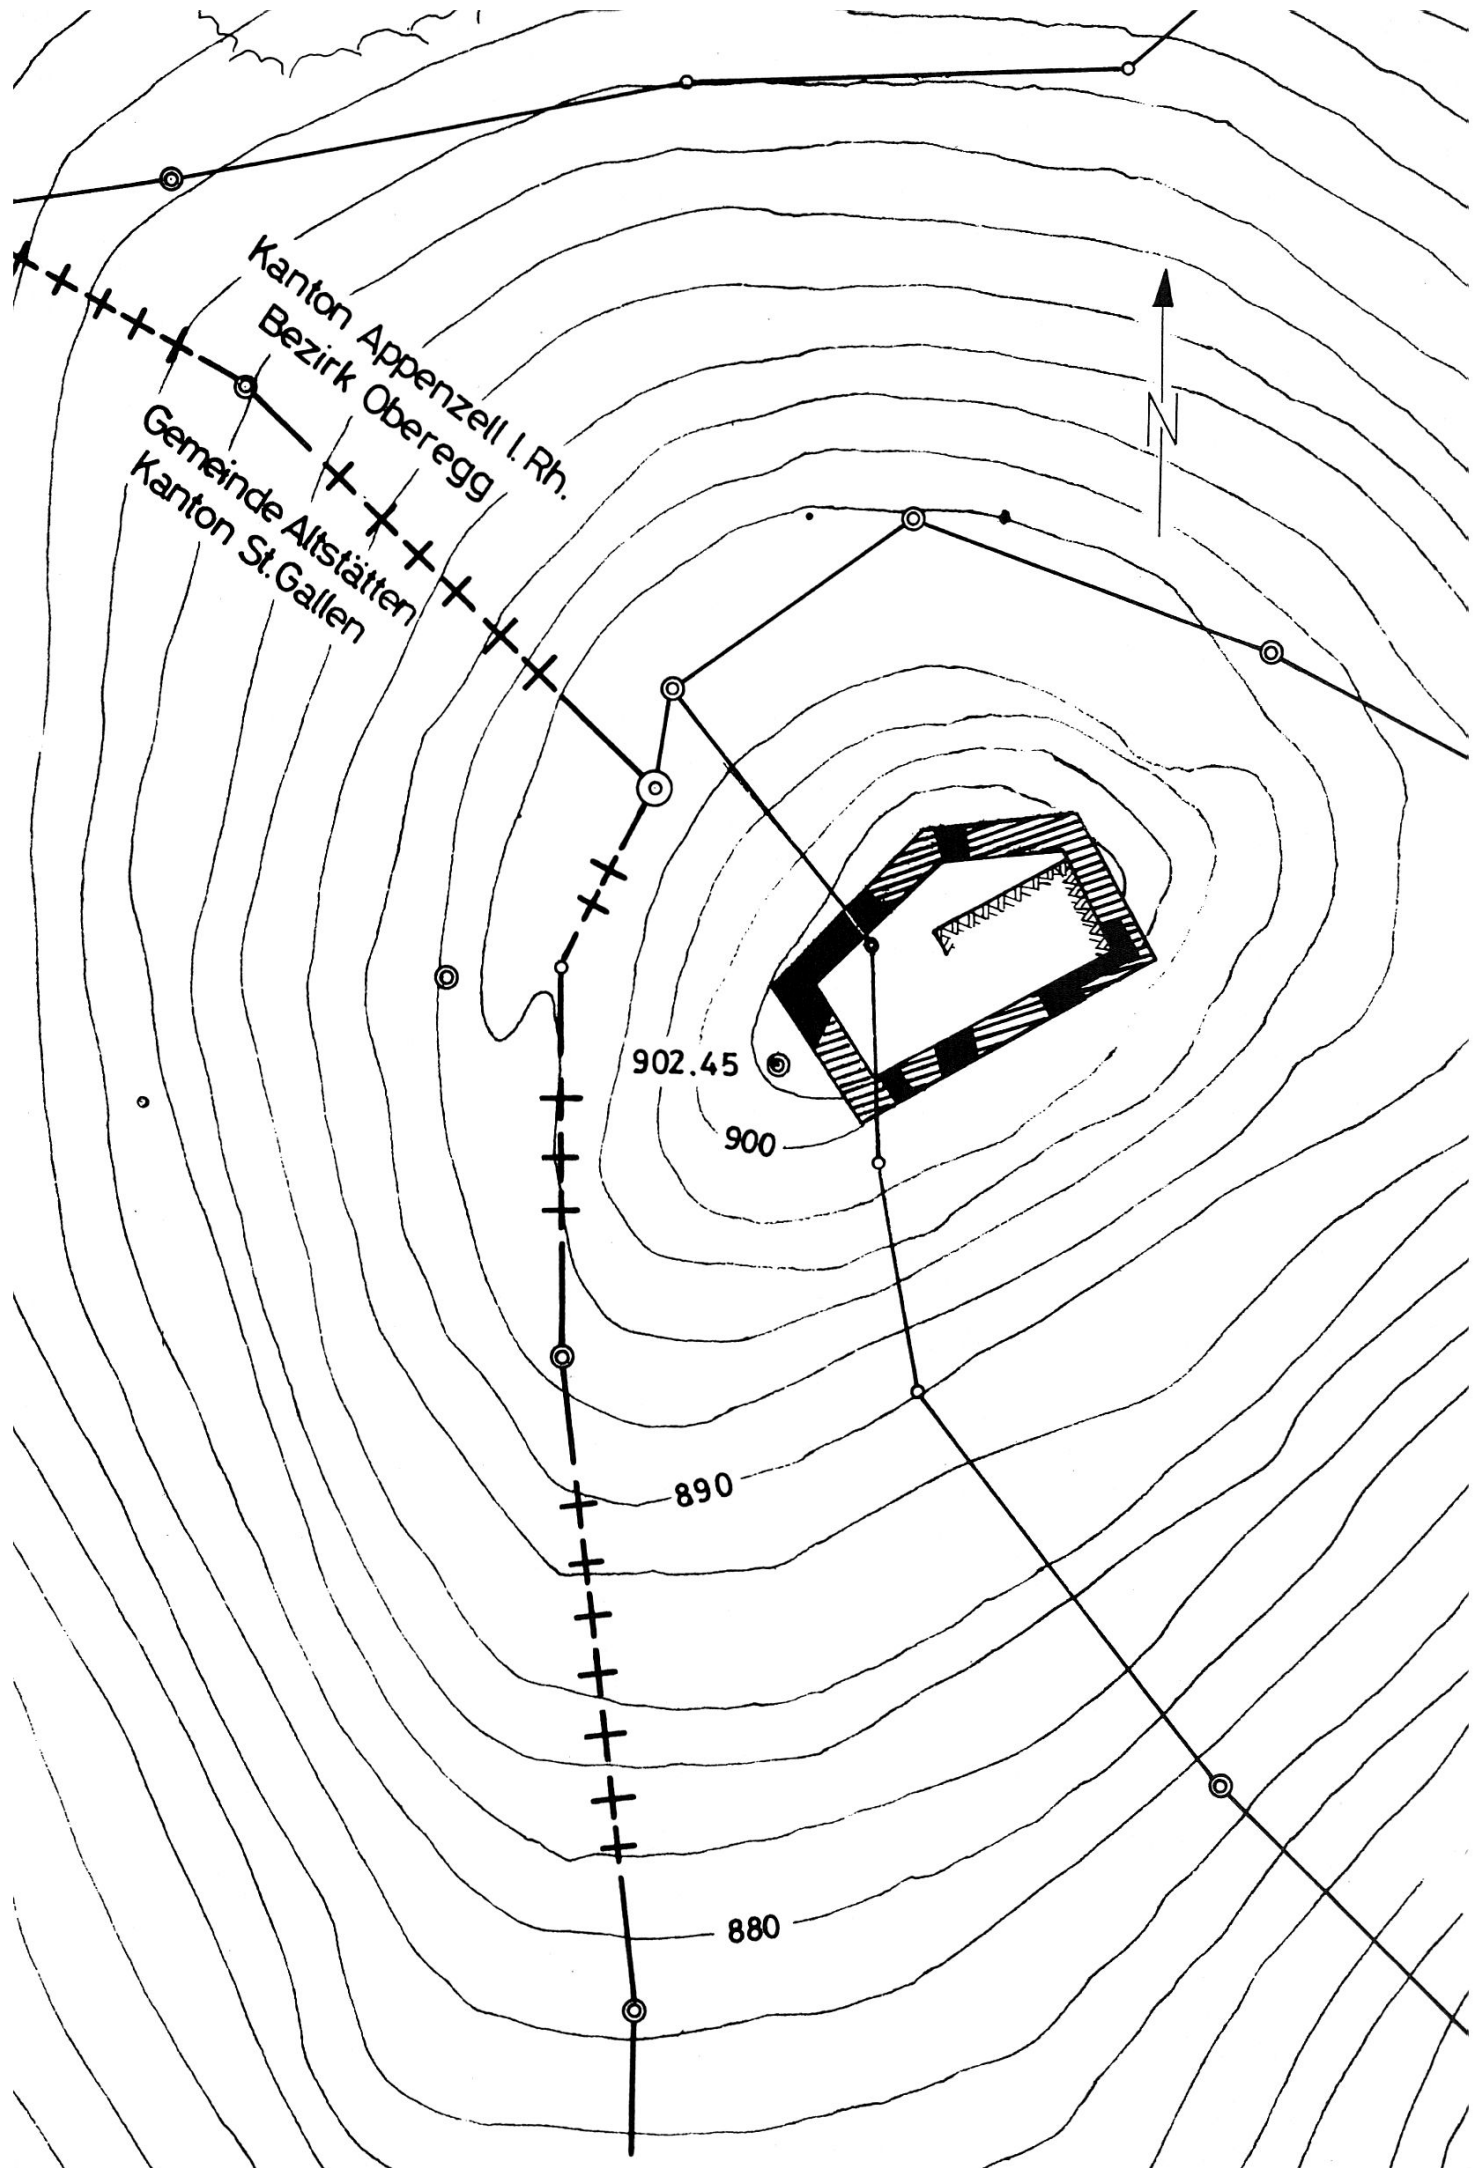 Kanton Appenzell I. Rh.
Bezirk Oberegg
Gemeinde Altstätten
Kanton St. Gallen
N
902.45
900
890
880